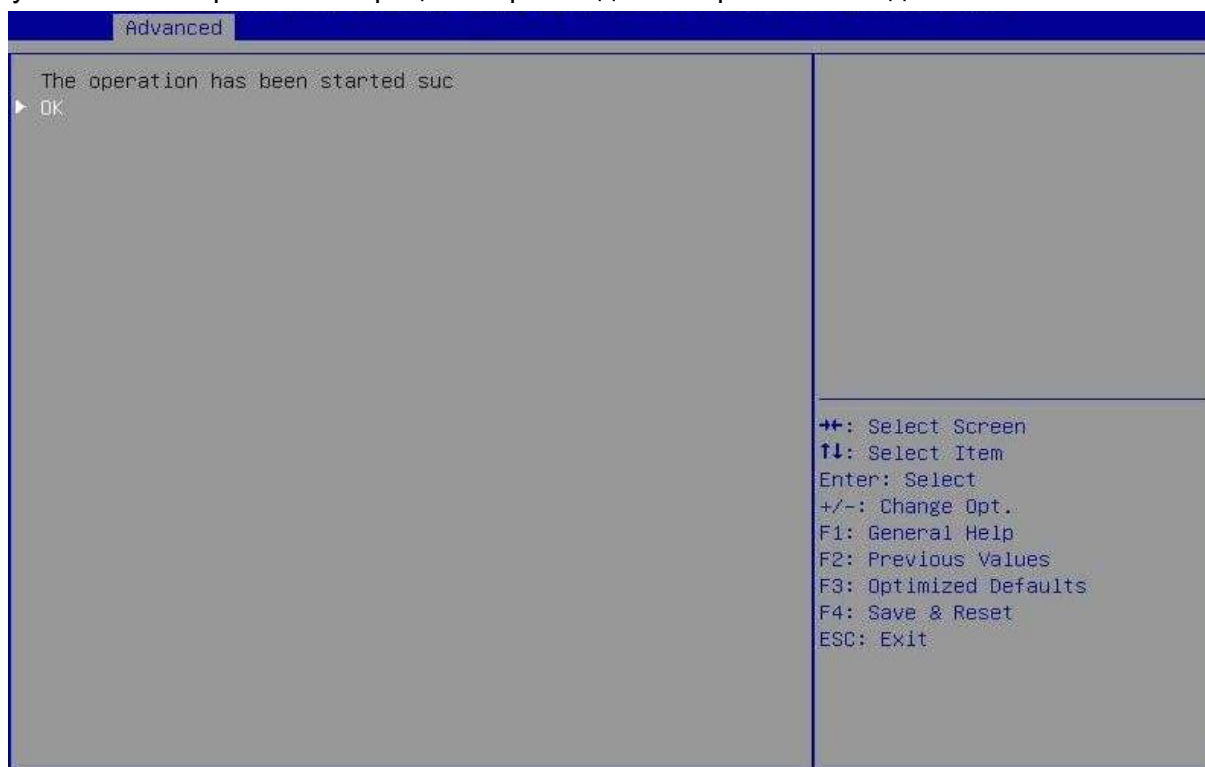 Advanced
The operation has been started suc
OK
→←: Select Screen
↑↓: Select Item
Enter: Select
+/-: Change Opt.
F1: General Help
F2: Previous Values
F3: Optimized Defaults
F4: Save & Reset
ESC: Exit